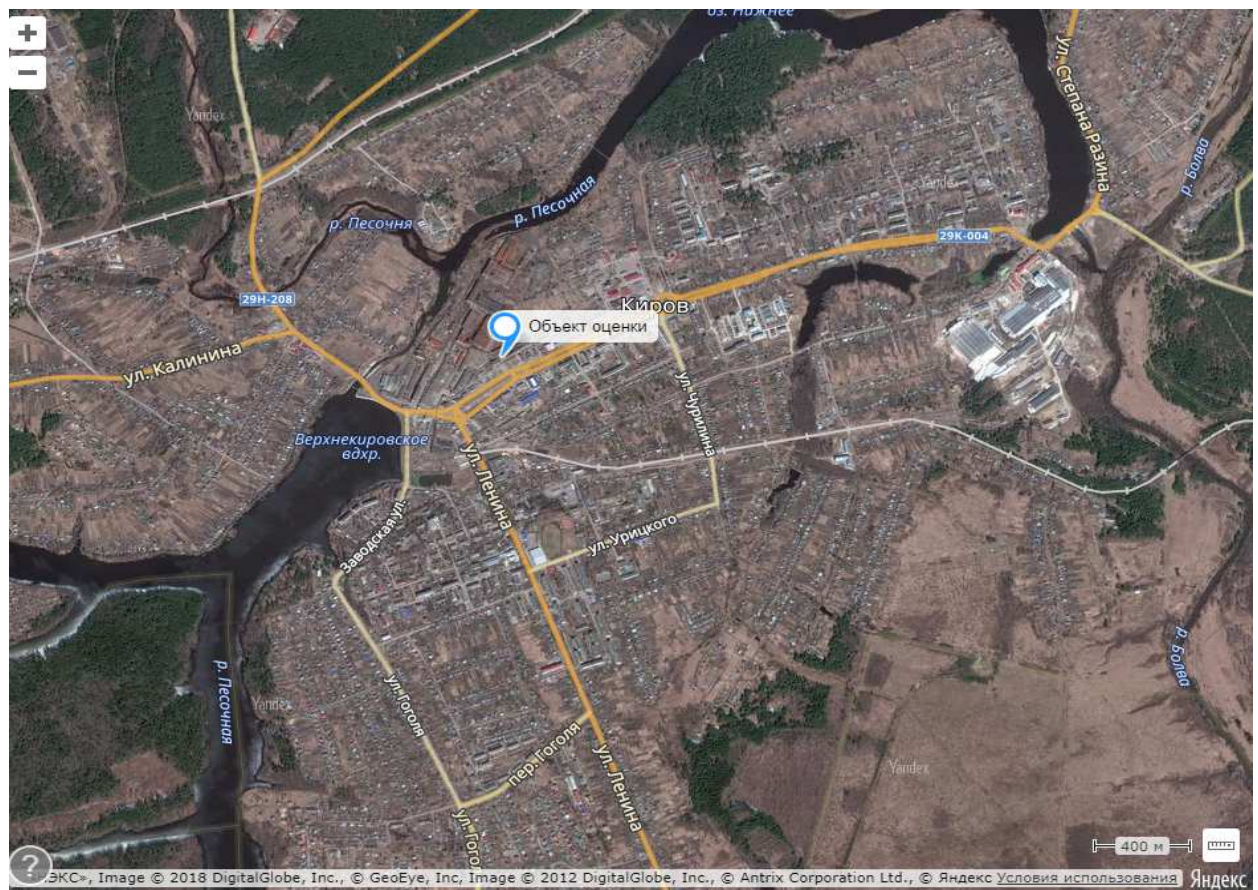 +
−
оз. Нижнее
Yandex
ул. Степана Разина
р. Болво
Yandex
р. Песочная
р. Песочня
29К-004
29Н-208
Киров
Объект оценки
ул. Калинина
ул. Чурилина
Верхнекировское
вдхр.
ул. Ленина
Заводская ул.
ул. Урицкого
р. Песочная
ул. Гоголя
р. Болва
Yandex
пер. Гоголя
ул. Ленина
Yandex
ул. Гоголя
400 м
?
ЭКС», Image © 2018 DigitalGlobe, Inc., © GeoEye, Inc, Image © 2012 DigitalGlobe, Inc., © Antrix Corporation Ltd., © Яндекс Условия использования Яндекс